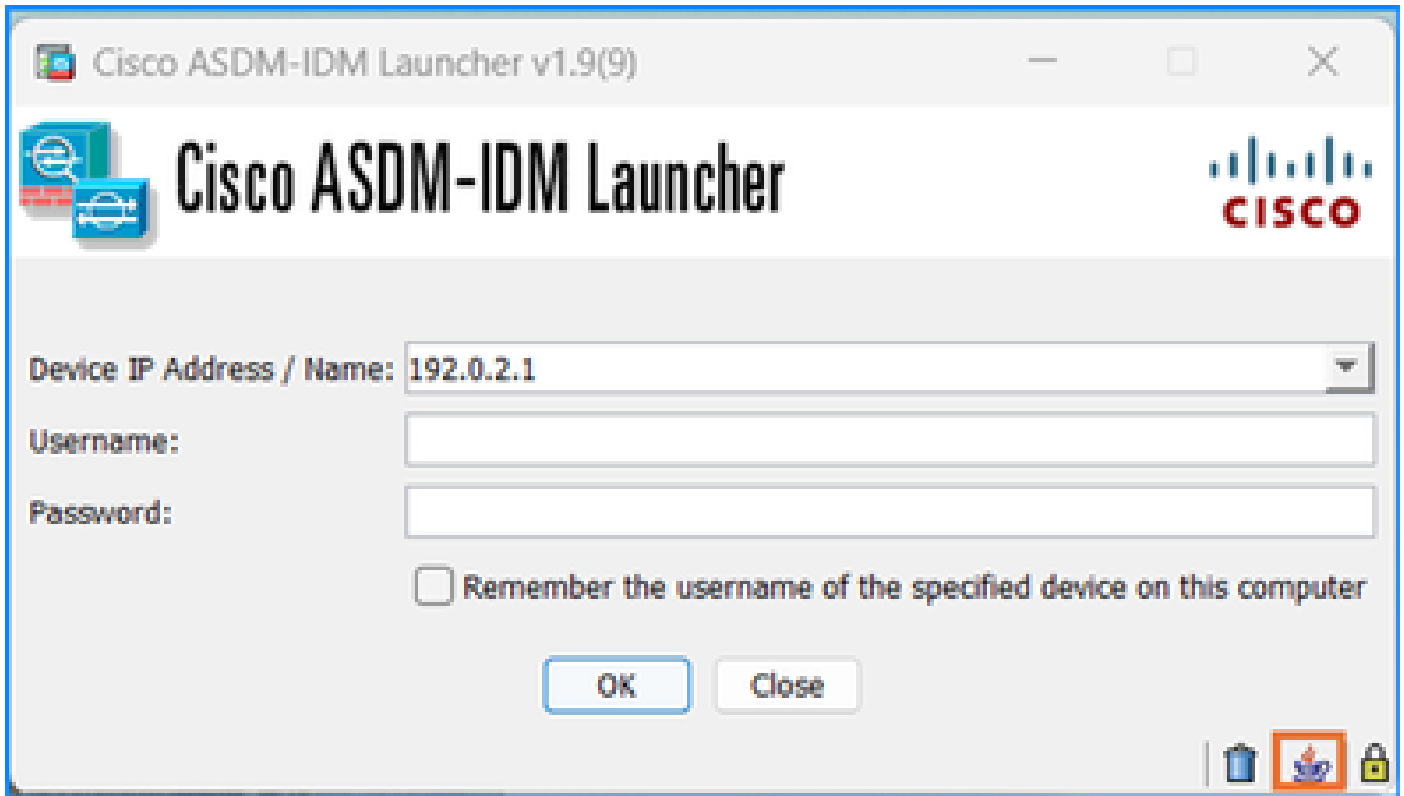 Cisco ASDM-IDM Launcher v1.9(9)
Cisco ASDM-IDM Launcher
CISCO
Device IP Address / Name: 192.0.2.1
Username:
Password:
Remember the username of the specified device on this computer
OK Close